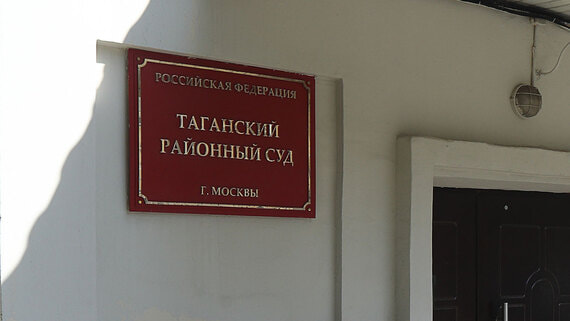 РОССИЙСКАЯ ФЕДЕРАЦИЯ
ТАГАНСКИЙ
РАЙОННЫЙ СУД
Г. МОСКВЫ